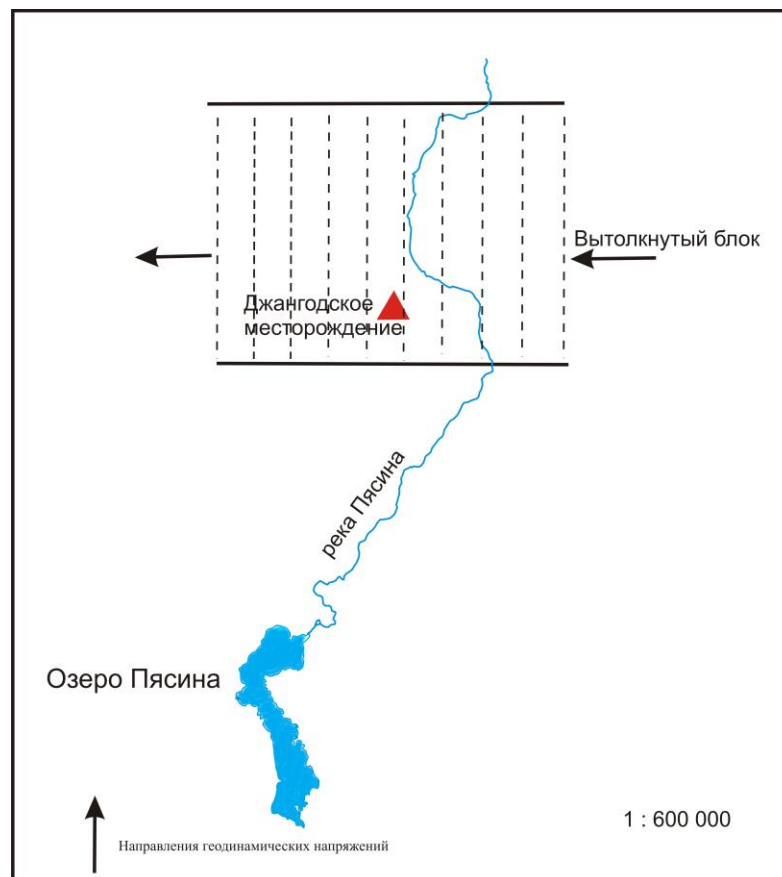 Вытолкнутый блок
Джангодское
месторождение
река Пясина
Озеро Пясина
1 : 600 000
Направления геодинамических напряжений